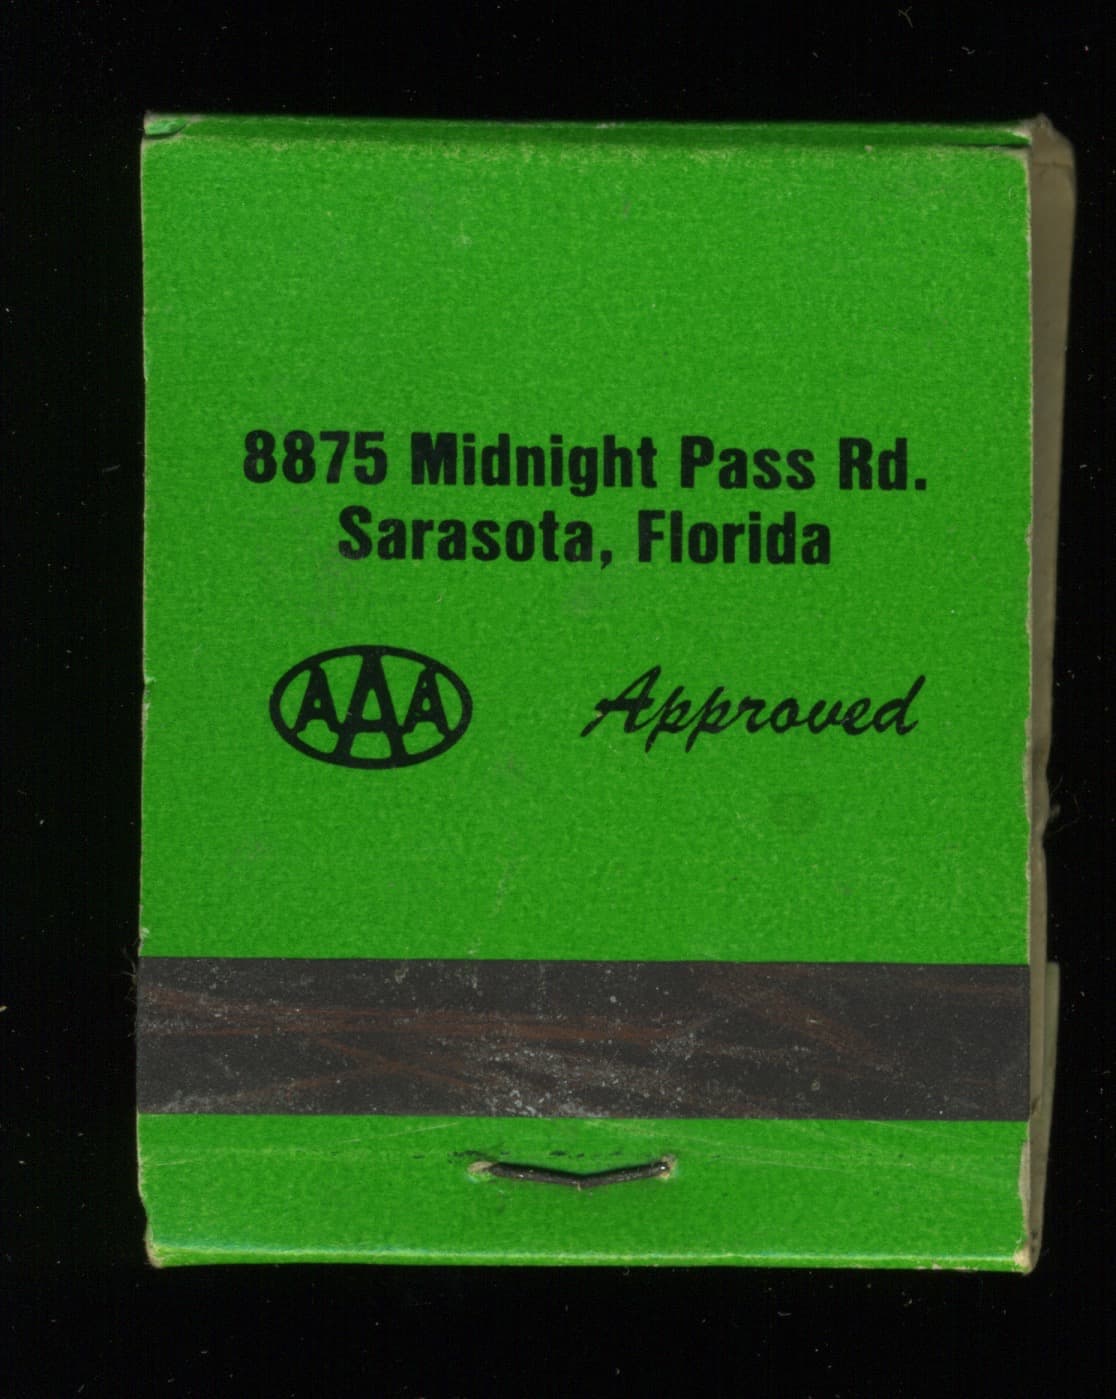 8875 Midnight Pass Rd.
Sarasota, Florida
AAA Approved